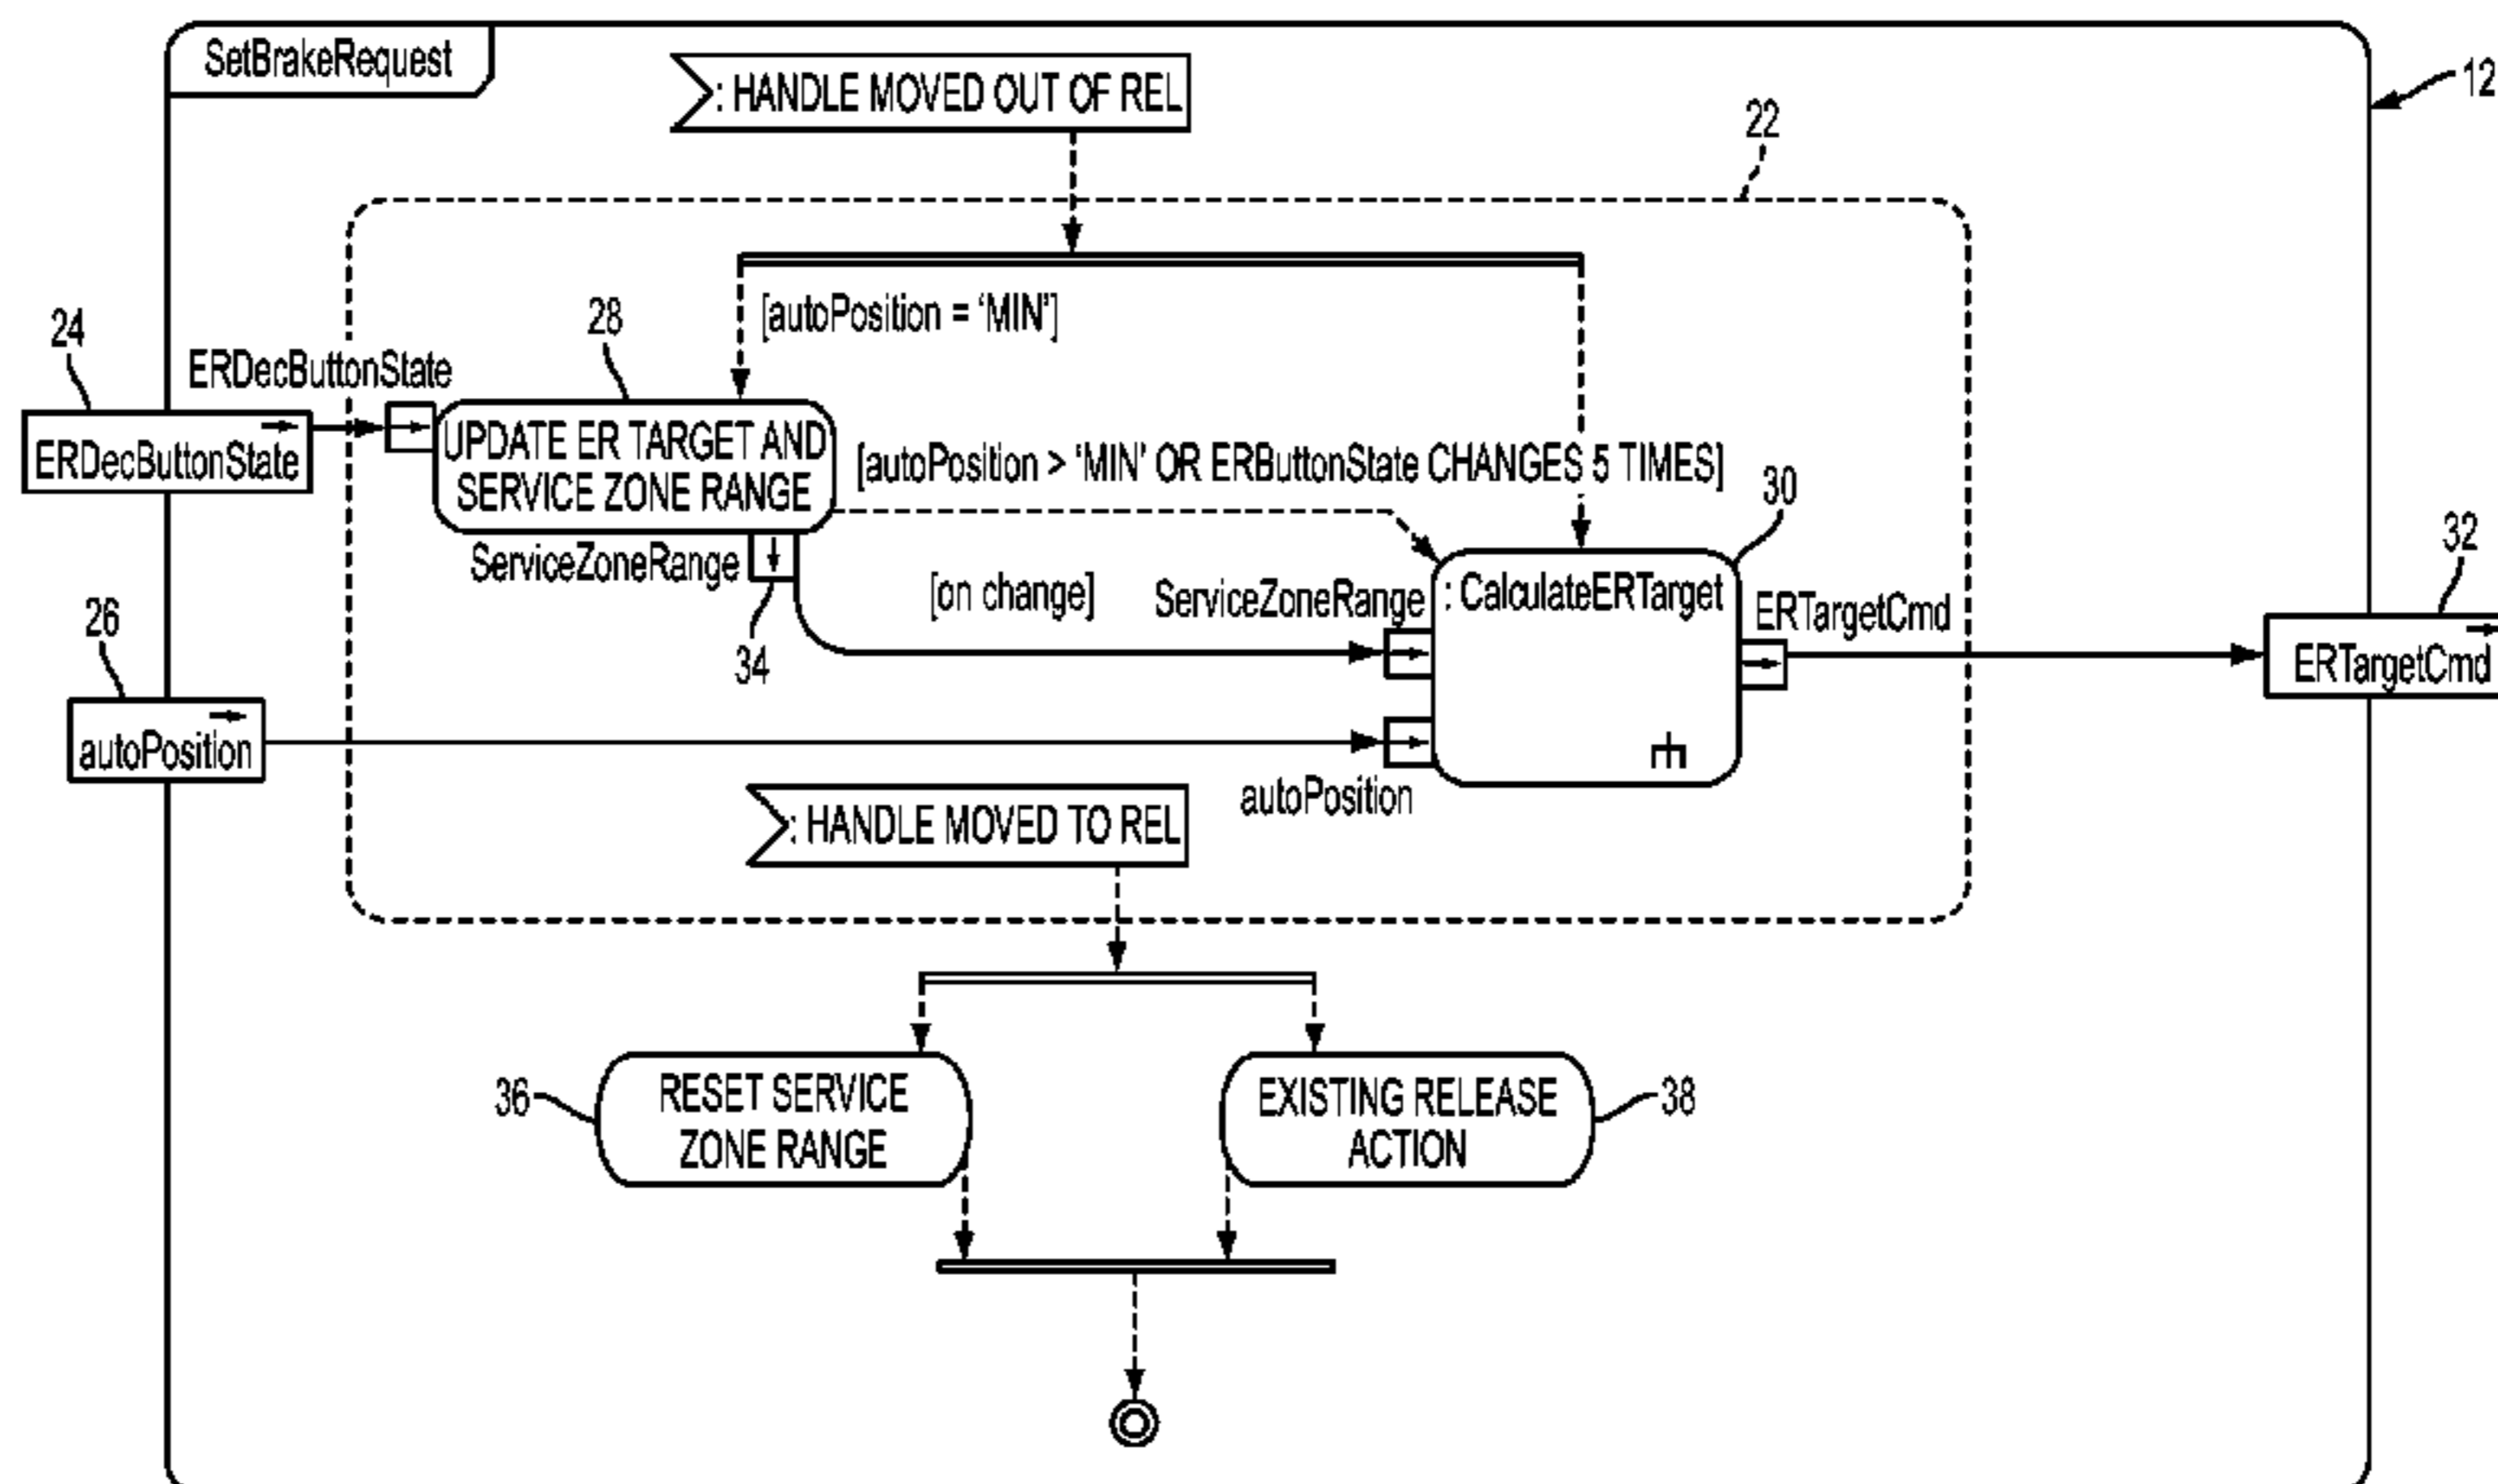 SetBrakeRequest
: HANDLE MOVED OUT OF REL
12
22
[autoPosition = ‘MIN’]
24
28
ERDecButtonState
ERDecButtonState
UPDATE ER TARGET AND
SERVICE ZONE RANGE
[autoPosition > ‘MIN’ OR ERButtonState CHANGES 5 TIMES]
30
32
ServiceZoneRange
34
[on change]
ServiceZoneRange
: CalculateERTarget
ERTargetCmd
ERTargetCmd
26
autoPosition
autoPosition
: HANDLE MOVED TO REL
36
RESET SERVICE
ZONE RANGE
EXISTING RELEASE
ACTION
38